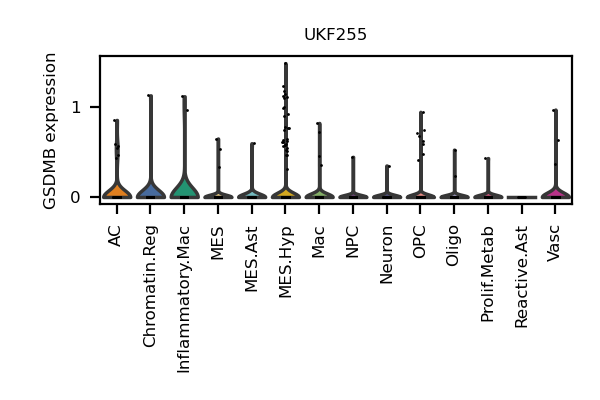 UKF255
GSDMB expression
1
0
AC
Chromatin.Reg
Inflammatory.Mac
MES
MES.Ast
MES.Hyp
Mac
NPC
Neuron
OPC
Oligo
Prolif.Metab
Reactive.Ast
Vasc